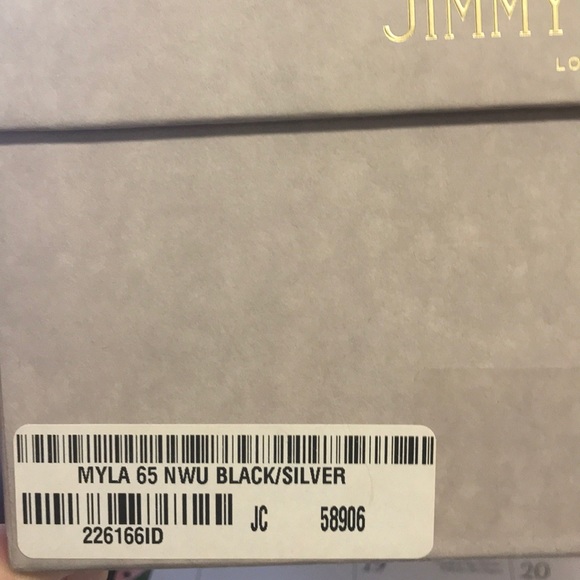 JIMMY
LO
MYLA 65 NWU BLACK/SILVER
JC 58906
226166ID
20